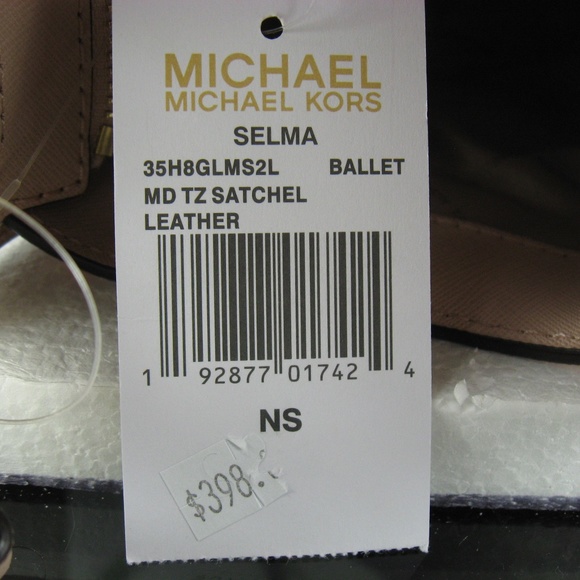 MICHAEL
MICHAEL KORS
SELMA
35H8GLMS2L BALLET
MD TZ SATCHEL
LEATHER
1 92877 01742 4
NS
$398.